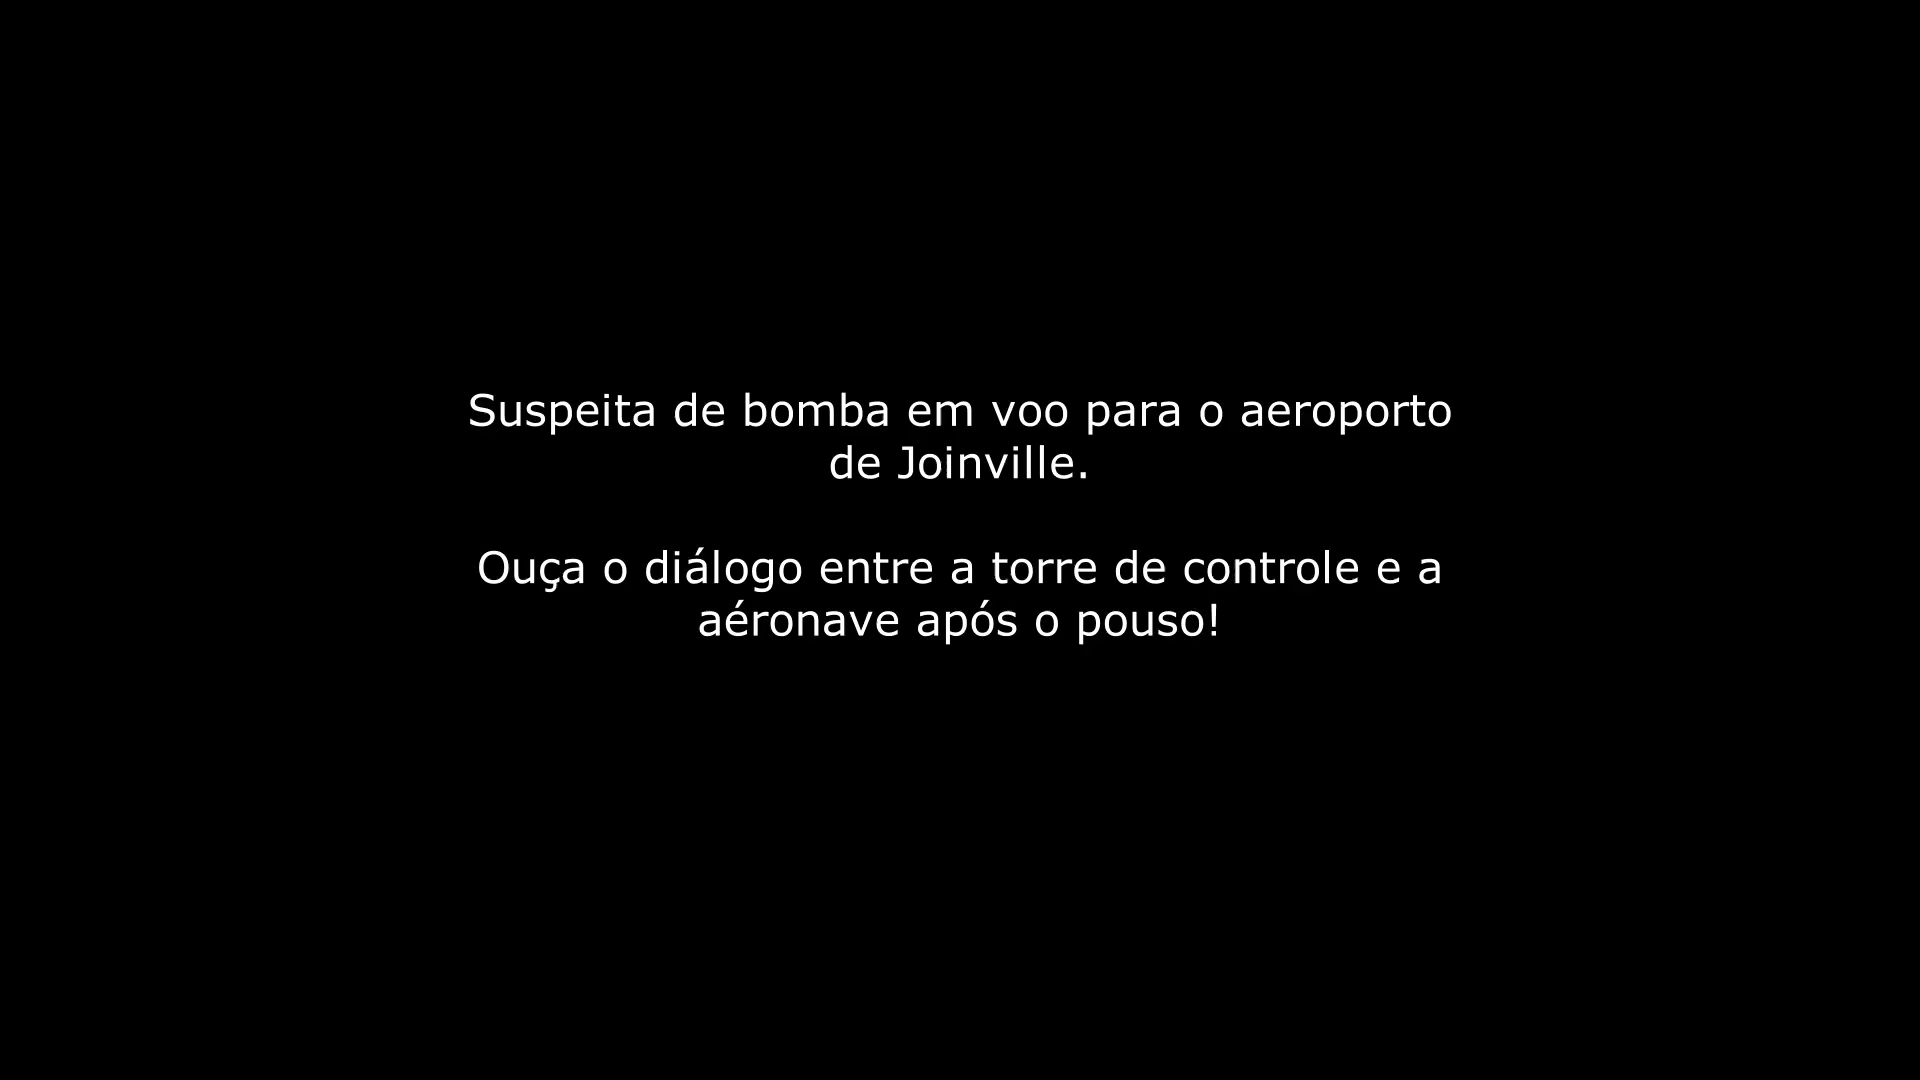 Suspeita de bomba em voo para o aeroporto
de Joinville.
Ouça o diálogo entre a torre de controle e a
aéronave após o pouso!